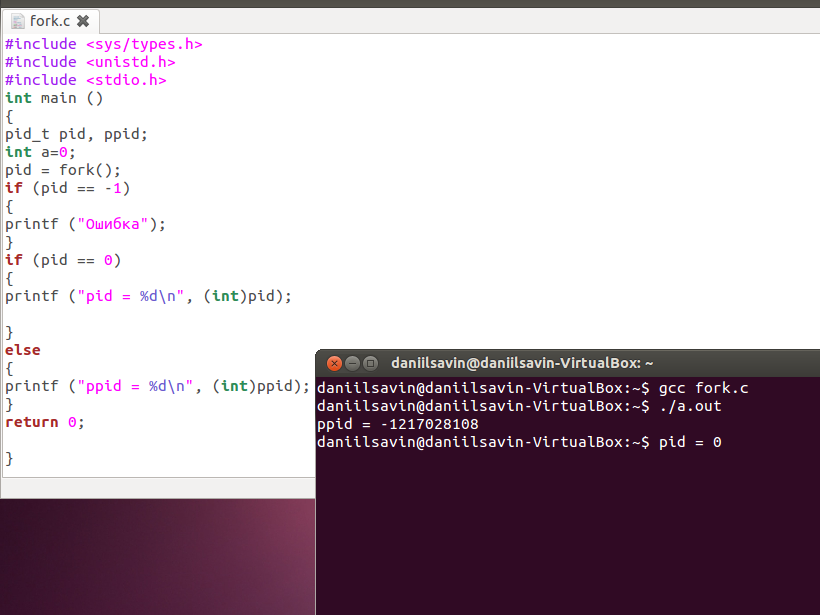 fork.c
#include <sys/types.h>
#include <unistd.h>
#include <stdio.h>
int main ()
{
pid_t pid, ppid;
int a=0;
pid = fork();
if (pid == -1)
{
printf ("Ошибка");
}
if (pid == 0)
{
printf ("pid = %d\n", (int)pid);
}
else
{
printf ("ppid = %d\n", (int)ppid);
}
return 0;
}
daniilsavin@daniilsavin-VirtualBox: ~
daniilsavin@daniilsavin-VirtualBox:~$ gcc fork.c
daniilsavin@daniilsavin-VirtualBox:~$ ./a.out
ppid = -1217028108
daniilsavin@daniilsavin-VirtualBox:~$ pid = 0